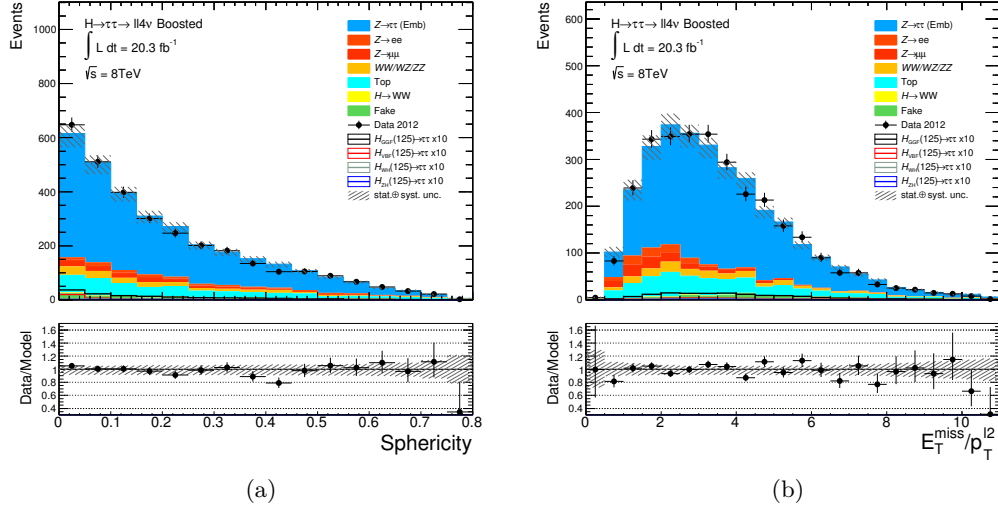 Events
1000
800
600
400
200
0
H→ττ→ ll4ν Boosted
∫ L dt = 20.3 fb⁻¹
√s = 8TeV
Z→ττ (Emb)
Z→ee
Z→μμ
WW/WZ/ZZ
Top
H→WW
Fake
Data 2012
H_GGF(125)→ττ x10
H_VBF(125)→ττ x10
H_WH(125)→ττ x10
H_ZH(125)→ττ x10
stat.⊕ syst. unc.
Data/Model
1.6
1.4
1.2
1
0.8
0.6
0.4
0 0.1 0.2 0.3 0.4 0.5 0.6 0.7 0.8
Sphericity
(a)
Events
600
500
400
300
200
100
0
H→ττ→ ll4ν Boosted
∫ L dt = 20.3 fb⁻¹
√s = 8TeV
Z→ττ (Emb)
Z→ee
Z→μμ
WW/WZ/ZZ
Top
H→WW
Fake
Data 2012
H_GGF(125)→ττ x10
H_VBF(125)→ττ x10
H_WH(125)→ττ x10
H_ZH(125)→ττ x10
stat.⊕ syst. unc.
Data/Model
1.6
1.4
1.2
1
0.8
0.6
0.4
0 2 4 6 8 10
E_T^miss/p_T^l2
(b)